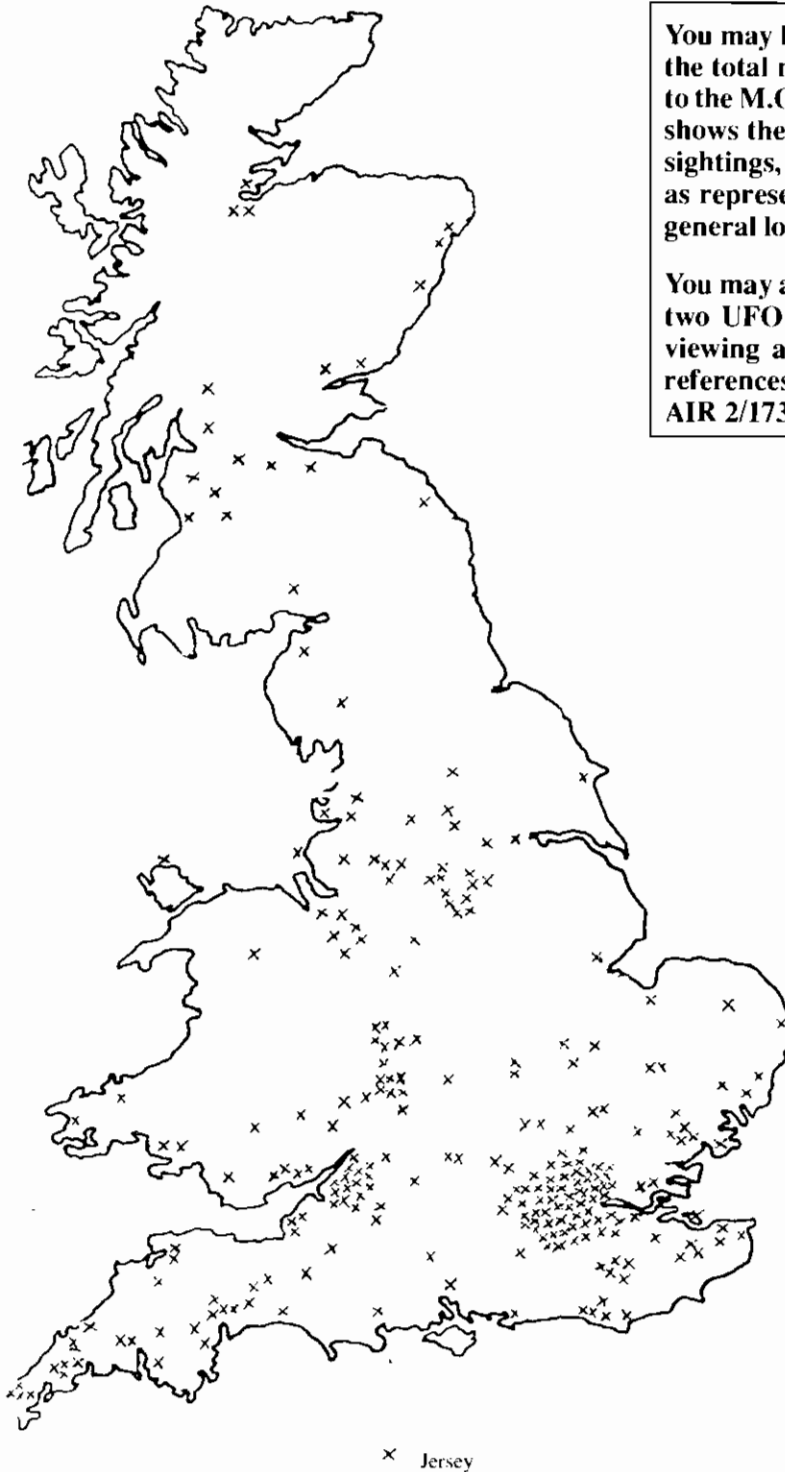 You may
the total
to the M.O
shows the
sightings,
as represe
general lo
You may a
two UFO
viewing a
references
AIR 2/173
Jersey